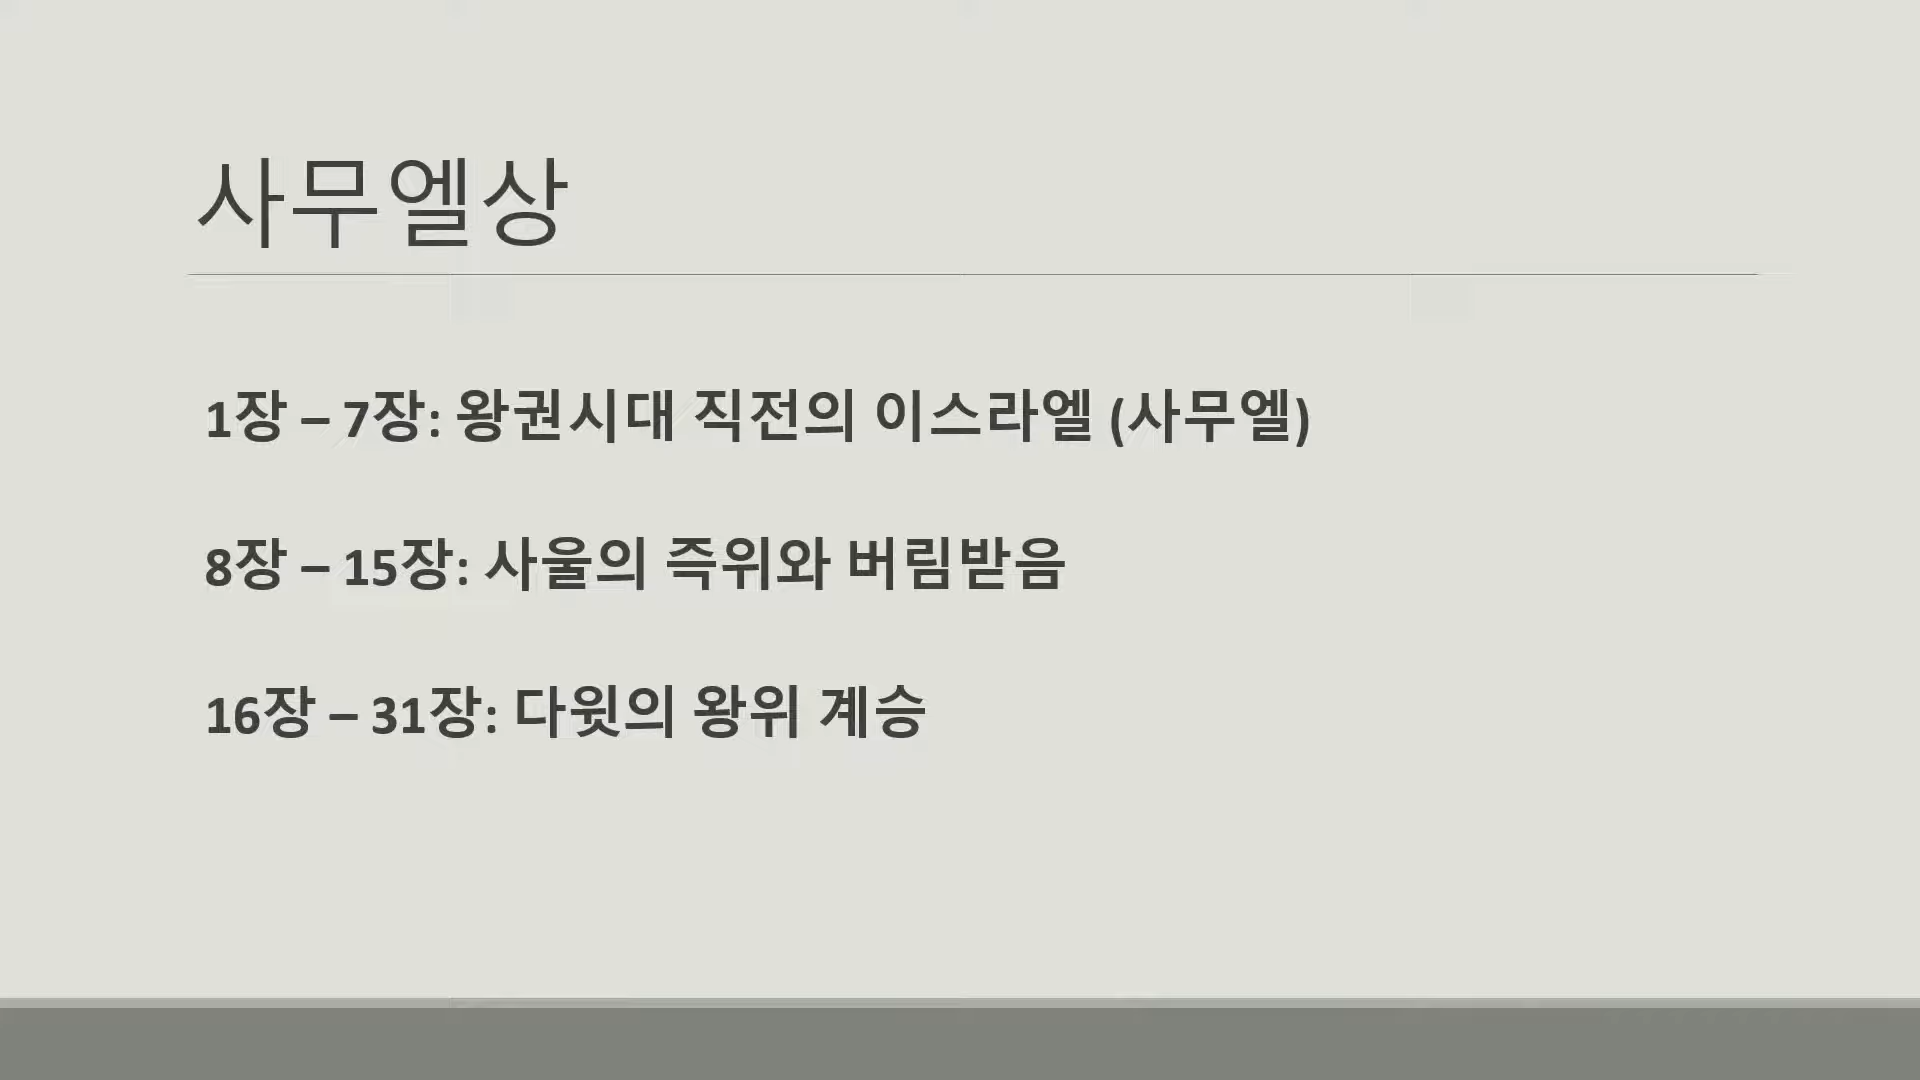 사무엘상
1장 – 7장: 왕권시대 직전의 이스라엘 (사무엘)
8장 – 15장: 사울의 즉위와 버림받음
16장 – 31장: 다윗의 왕위 계승